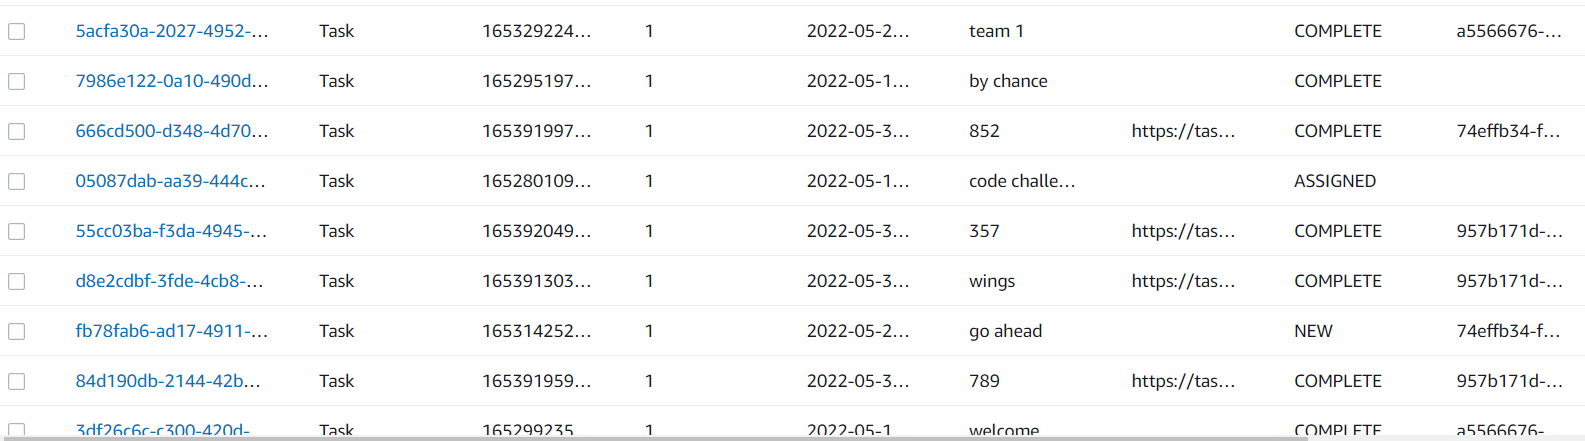 5acfa30a-2027-4952-... Task 165329224... 1 2022-05-2... team 1 COMPLETE a5566676-...
7986e122-0a10-490d... Task 165295197... 1 2022-05-1... by chance COMPLETE
666cd500-d348-4d70... Task 165391997... 1 2022-05-3... 852 https://tas... COMPLETE 74effb34-f...
05087dab-aa39-444c... Task 165280109... 1 2022-05-1... code challe... ASSIGNED
55cc03ba-f3da-4945-... Task 165392049... 1 2022-05-3... 357 https://tas... COMPLETE 957b171d-...
d8e2cdbf-3fde-4cb8-... Task 165391303... 1 2022-05-3... wings https://tas... COMPLETE 957b171d-...
fb78fab6-ad17-4911-... Task 165314252... 1 2022-05-2... go ahead NEW 74effb34-f...
84d190db-2144-42b... Task 165391959... 1 2022-05-3... 789 https://tas... COMPLETE 957b171d-...
3df26c6c-c300-420d- Task 165299235 1 2022-05-1 welcome COMPLETE a5566676-